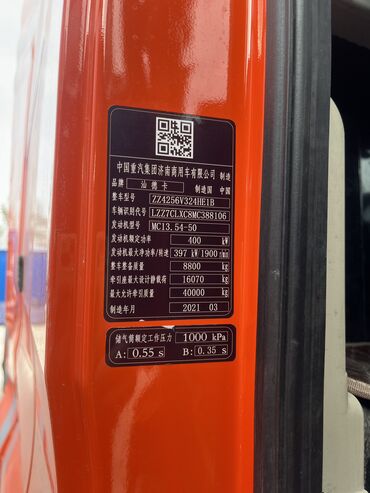 中国重汽集团济南商用车有限公司 制造
品牌 汕德卡 制造国 中国
整车型号 ZZ4256V324HE1B
车辆识别代号 LZZ7CLXC8MC388106
发动机型号 MC13.54-50
发动机额定功率 400 kW
发动机最大净功率/转速 397 kW 1900 r/min
整车整备质量 8800 kg
牵引座最大设计静载荷 16070 kg
最大允许牵引质量 40000 kg
制造年月 2021 03
储气筒额定工作压力 1000 kPa
A: 0.55 s B: 0.35 s